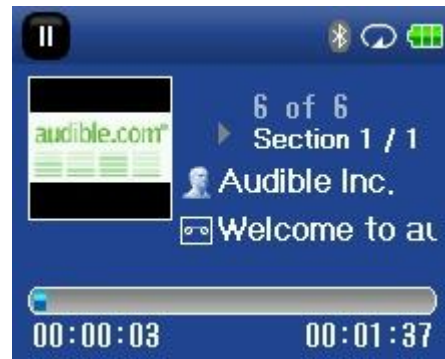 audible.com®
6 of 6
Section 1 / 1
Audible Inc.
Welcome to au
00:00:03
00:01:37